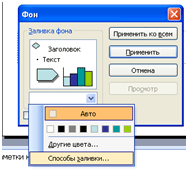 Фон
Заливка фона
Заголовок
• Текст
Применить ко всем
Применить
Отмена
Просмотр
Авто
Другие цвета...
Способы заливки...
метки